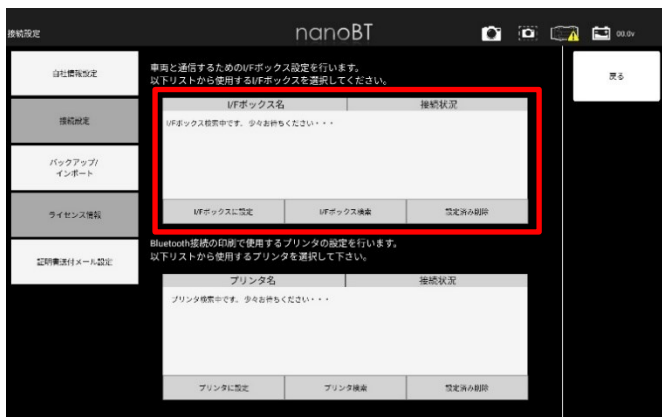 接続設定
nanoBT
00.0v
自社情報設定
接続設定
バックアップ/
インポート
ライセンス情報
証明書送付メール設定
車両と通信するためのI/Fボックス設定を行います。
以下リストから使用するI/Fボックスを選択してください。
I/Fボックス名
接続状況
I/Fボックス検索中です。少々お待ちください・・・
I/Fボックスに設定
I/Fボックス検索
設定済み削除
Bluetooth接続の印刷で使用するプリンタの設定を行います。
以下リストから使用するプリンタを選択して下さい。
プリンタ名
接続状況
プリンタ検索中です。少々お待ちください・・・
プリンタに設定
プリンタ検索
設定済み削除
戻る